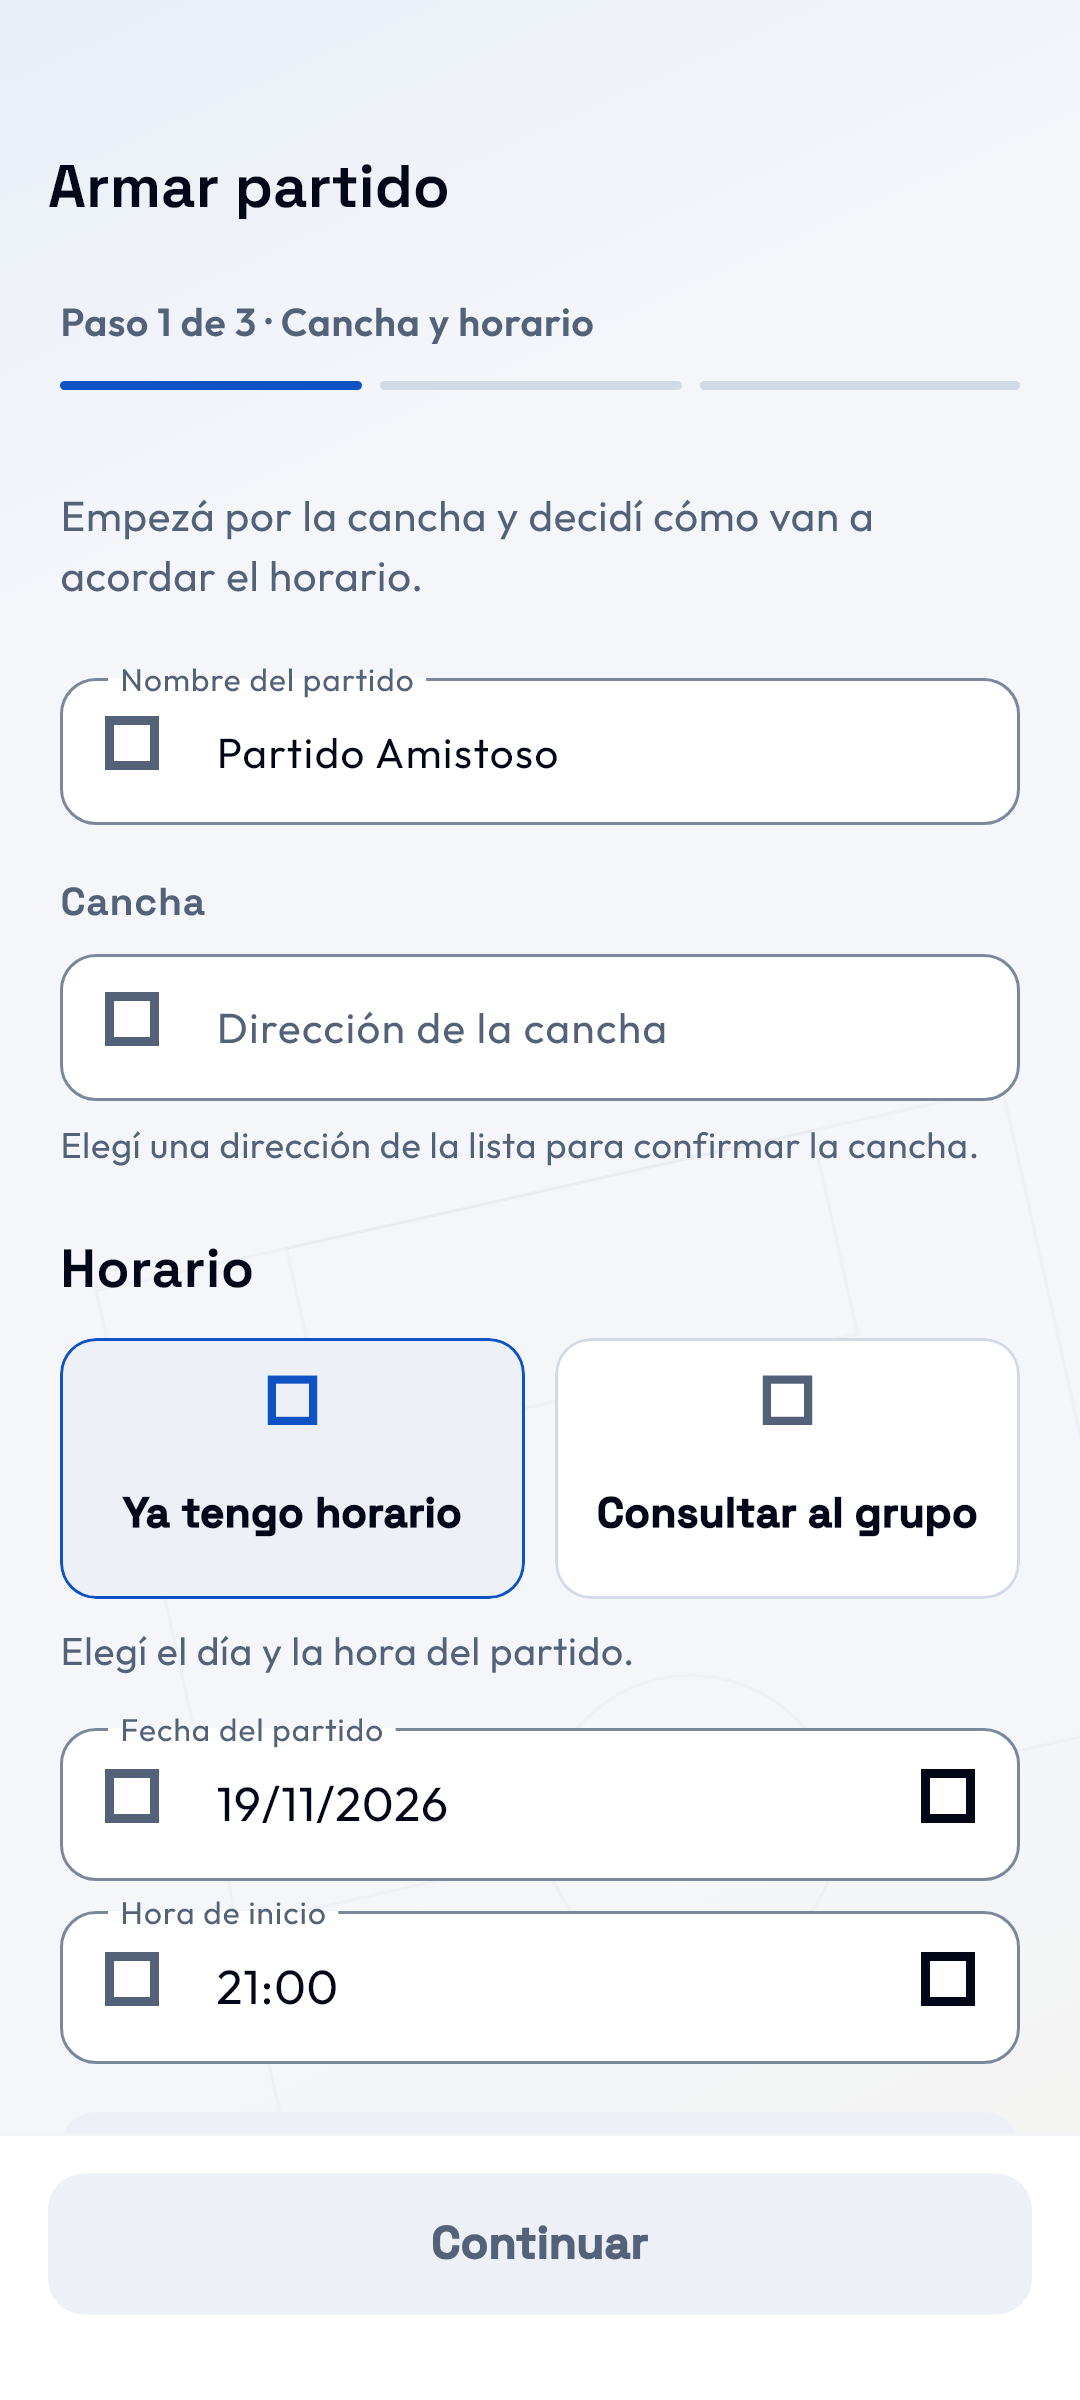 Armar partido
Paso 1 de 3 · Cancha y horario
Empezá por la cancha y decidí cómo van a
acordar el horario.
Nombre del partido
Partido Amistoso
Cancha
Dirección de la cancha
Elegí una dirección de la lista para confirmar la cancha.
Horario
Ya tengo horario
Consultar al grupo
Elegí el día y la hora del partido.
Fecha del partido
19/11/2026
Hora de inicio
21:00
Continuar